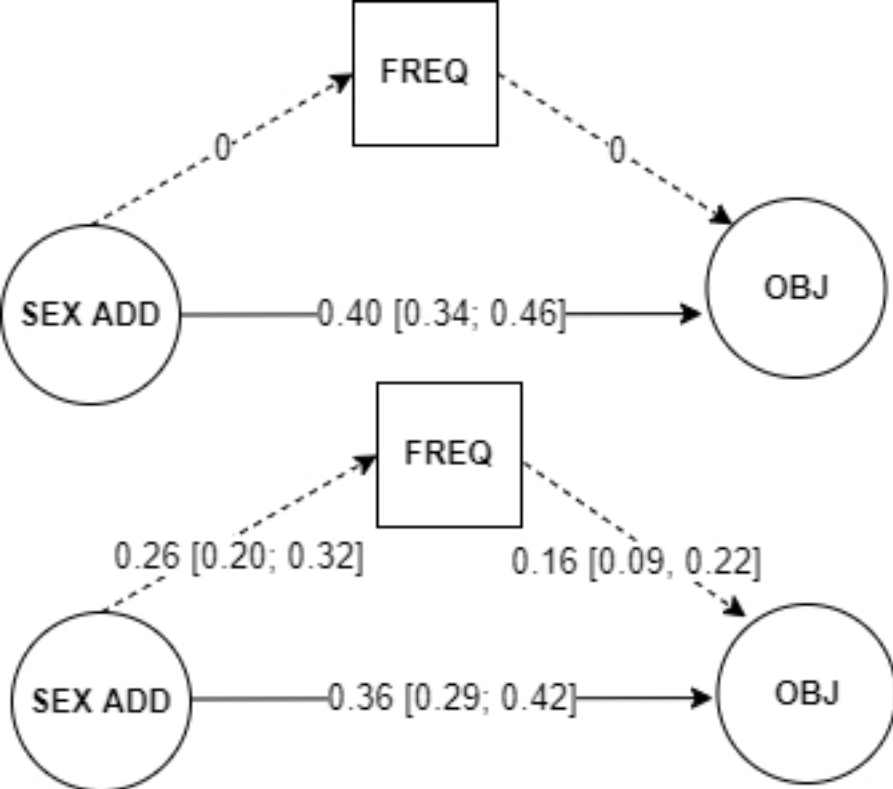 FREQ
0
0
SEX ADD
0.40 [0.34; 0.46]
OBJ
FREQ
0.26 [0.20; 0.32]
0.16 [0.09, 0.22]
SEX ADD
0.36 [0.29; 0.42]
OBJ